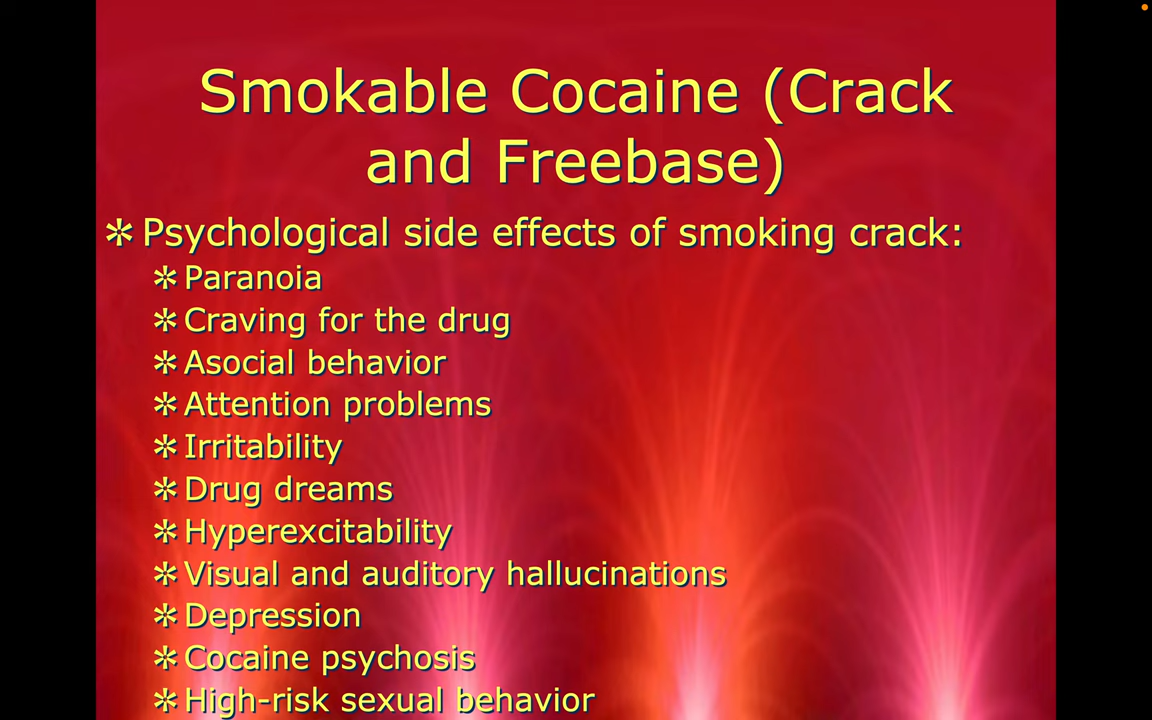 Smokable Cocaine (Crack
and Freebase)
✲ Psychological side effects of smoking crack:
✲ Paranoia
✲ Craving for the drug
✲ Asocial behavior
✲ Attention problems
✲ Irritability
✲ Drug dreams
✲ Hyperexcitability
✲ Visual and auditory hallucinations
✲ Depression
✲ Cocaine psychosis
✲ High-risk sexual behavior